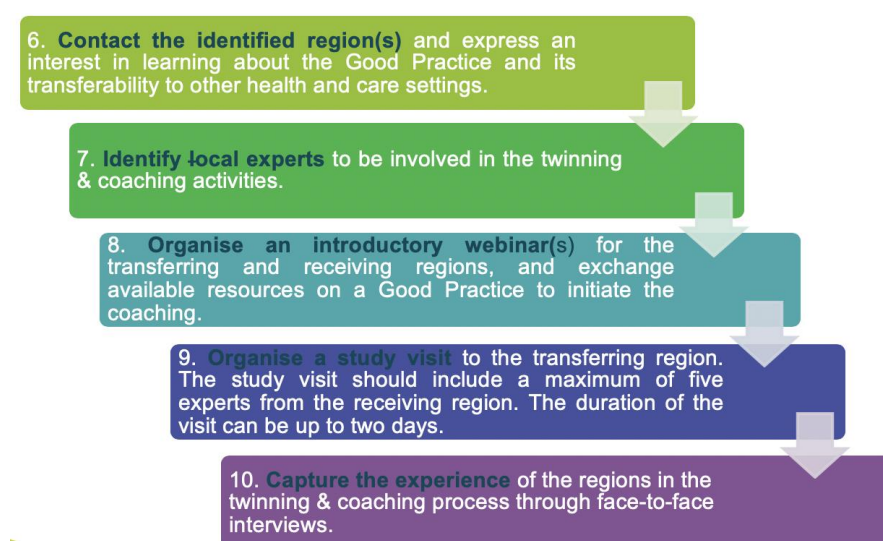 6. Contact the identified region(s) and express an
interest in learning about the Good Practice and its
transferability to other health and care settings.
7. Identify local experts to be involved in the twinning
& coaching activities.
8. Organise an introductory webinar(s) for the
transferring and receiving regions, and exchange
available resources on a Good Practice to initiate the
coaching.
9. Organise a study visit to the transferring region.
The study visit should include a maximum of five
experts from the receiving region. The duration of the
visit can be up to two days.
10. Capture the experience of the regions in the
twinning & coaching process through face-to-face
interviews.